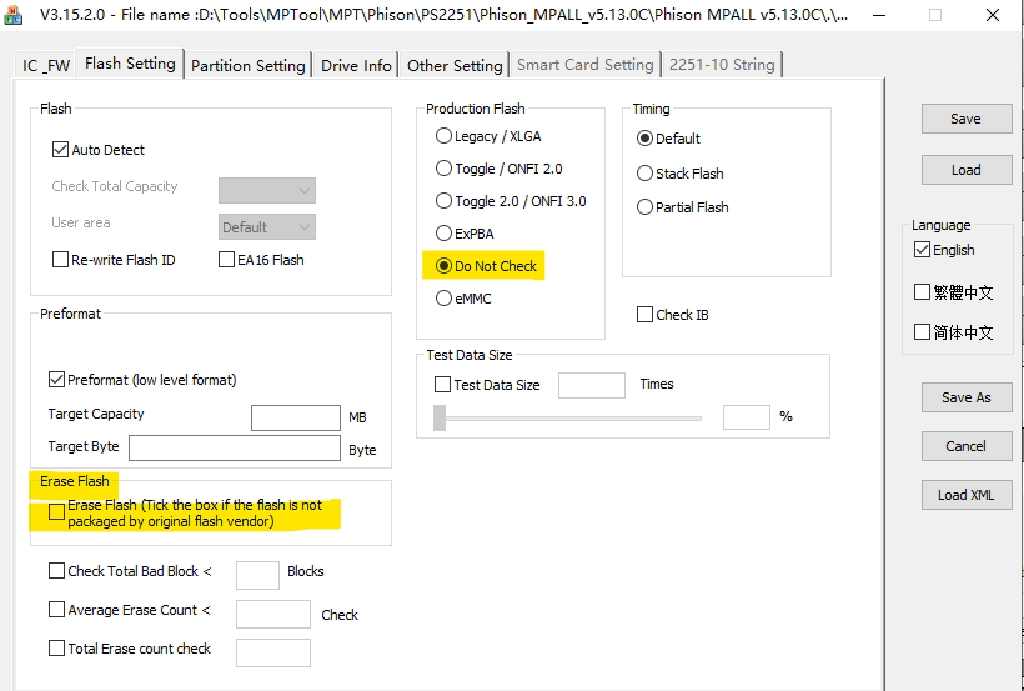 V3.15.2.0 - File name :D:\Tools\MPTool\MPT\Phison\PS2251\Phison_MPALL_v5.13.0C\Phison MPALL v5.13.0C\.\...
IC _FW
Flash Setting
Partition Setting
Drive Info
Other Setting
Smart Card Setting
2251-10 String
Flash
Auto Detect
Check Total Capacity
User area
Default
Re-write Flash ID
EA16 Flash
Preformat
Preformat (low level format)
Target Capacity
MB
Target Byte
Byte
Erase Flash
Erase Flash (Tick the box if the flash is not
packaged by original flash vendor)
Check Total Bad Block <
Blocks
Average Erase Count <
Check
Total Erase count check
Production Flash
Legacy / XLGA
Toggle / ONFI 2.0
Toggle 2.0 / ONFI 3.0
ExPBA
Do Not Check
eMMC
Timing
Default
Stack Flash
Partial Flash
Check IB
Test Data Size
Test Data Size
Times
%
Save
Load
Language
English
繁體中文
简体中文
Save As
Cancel
Load XML